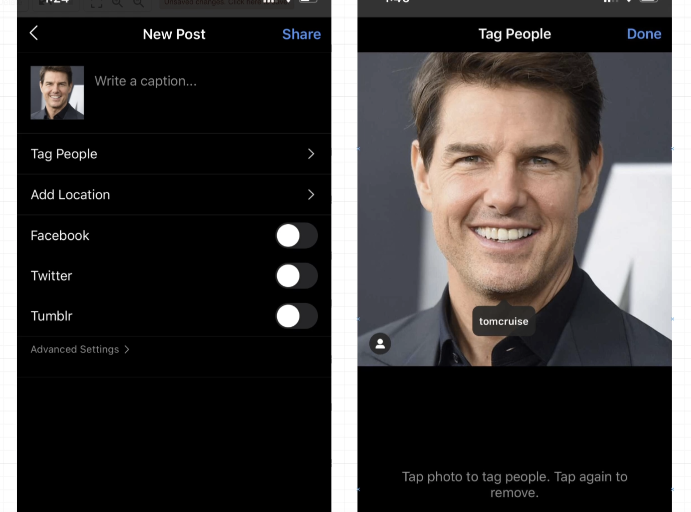 New Post
Share
Write a caption...
Tag People
Add Location
Facebook
Twitter
Tumblr
Advanced Settings
Tag People
Done
tomcruise
Tap photo to tag people. Tap again to
remove.